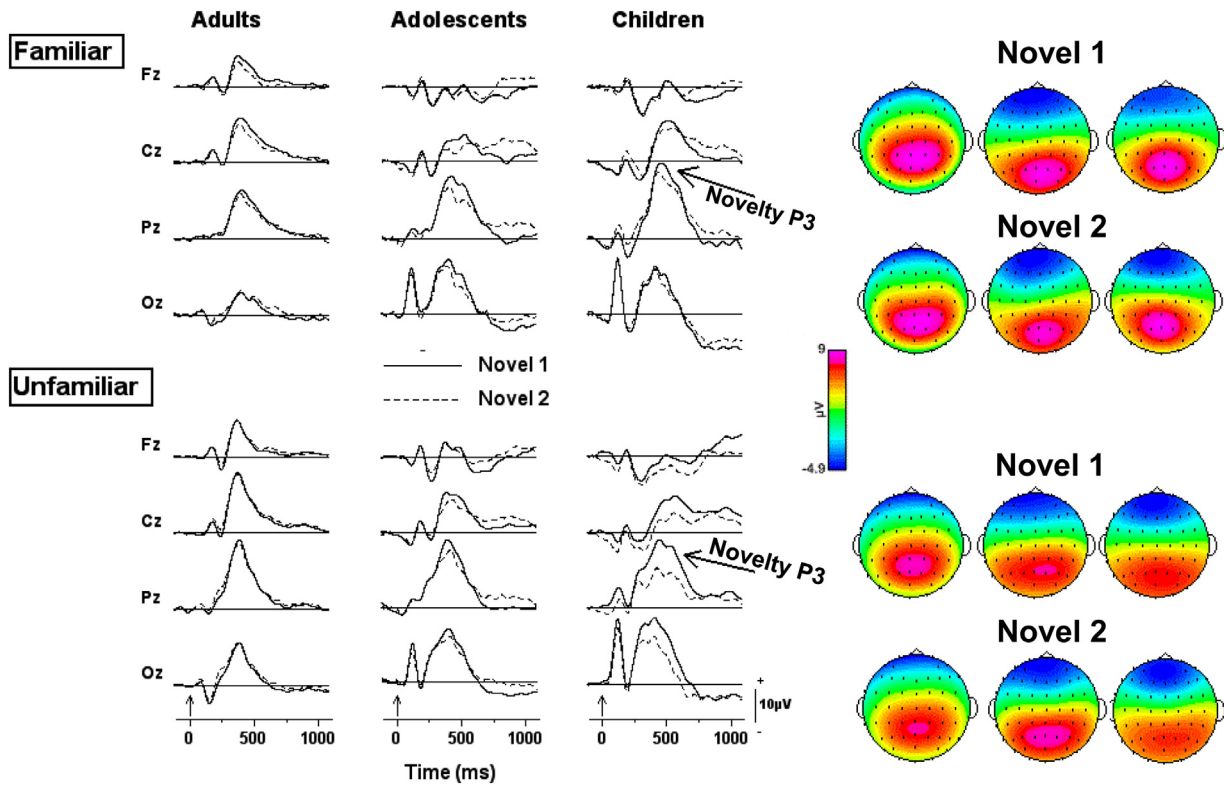 Adults Adolescents Children
Familiar
Novel 1
Fz
Cz
Novelty P3
Pz
Novel 2
Oz
9
µV
-4.9
Novel 1
Novel 2
Unfamiliar
Fz
Novel 1
Cz
Novelty P3
Pz
Novel 2
Oz
+
10µV
-
0 500 1000 0 500 1000 0 500 1000
Time (ms)